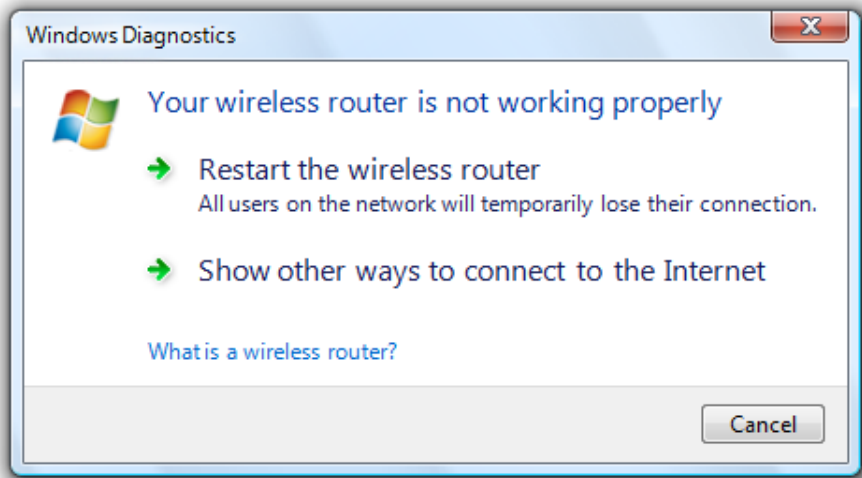 Windows Diagnostics
Your wireless router is not working properly
Restart the wireless router
All users on the network will temporarily lose their connection.
Show other ways to connect to the Internet
What is a wireless router?
Cancel